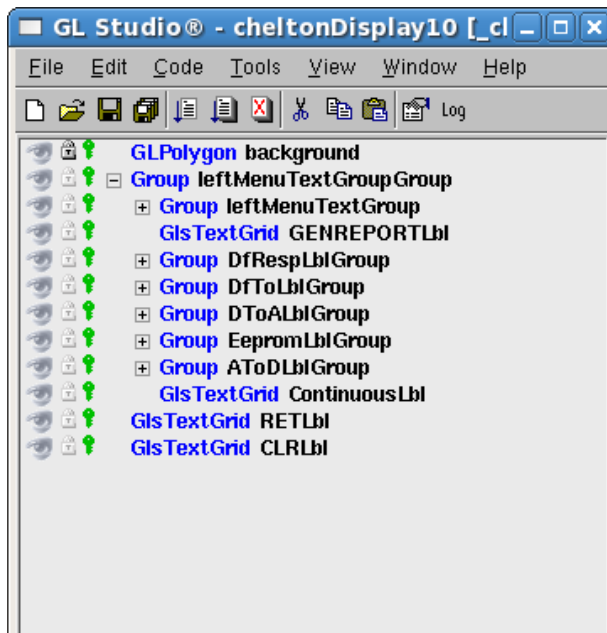 GL Studio® - cheltonDisplay10 [_cl
File Edit Code Tools View Window Help
Log
GLPolygon background
Group leftMenuTextGroupGroup
Group leftMenuTextGroup
GlsTextGrid GENREPORTLbl
Group DfRespLblGroup
Group DfToLblGroup
Group DToALblGroup
Group EepromLblGroup
Group AToDLblGroup
GlsTextGrid ContinuousLbl
GlsTextGrid RETLbl
GlsTextGrid CLRLbl